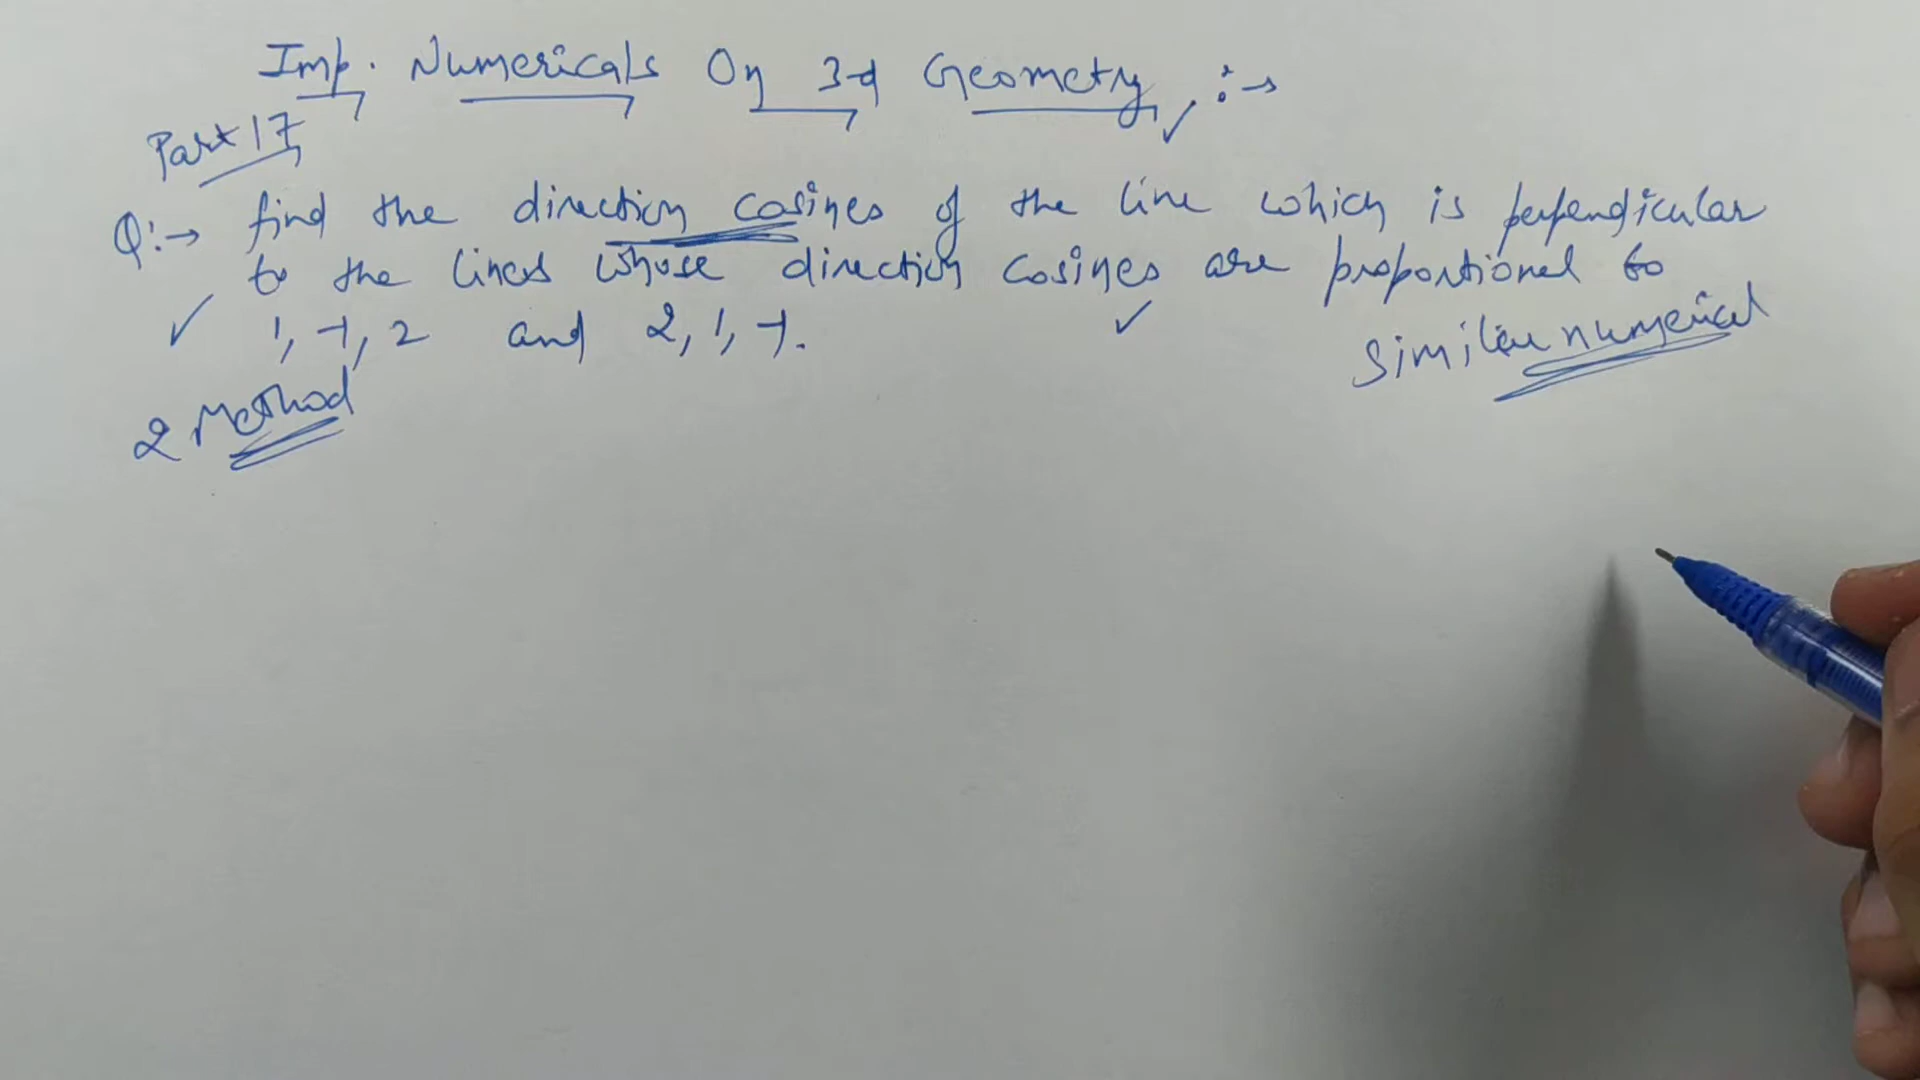 Imp. Numericals On 3-d Geometry :→
Part 17
Q:→ find the direction cosines of the line which is perpendicular
to the lines whose direction cosines are proportional to
1, -1, 2 and 2, 1, -1.
Similar numerical
2 Method